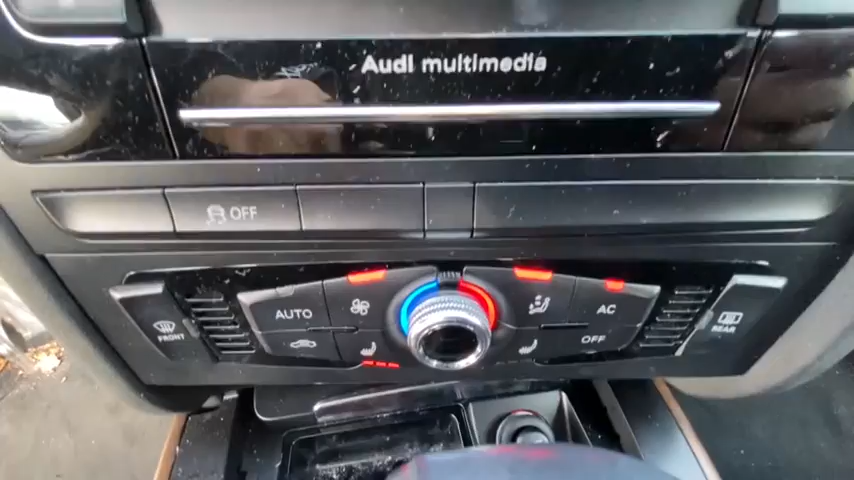 Audi multimedia
OFF
AUTO
AC
FRONT
OFF
REAR